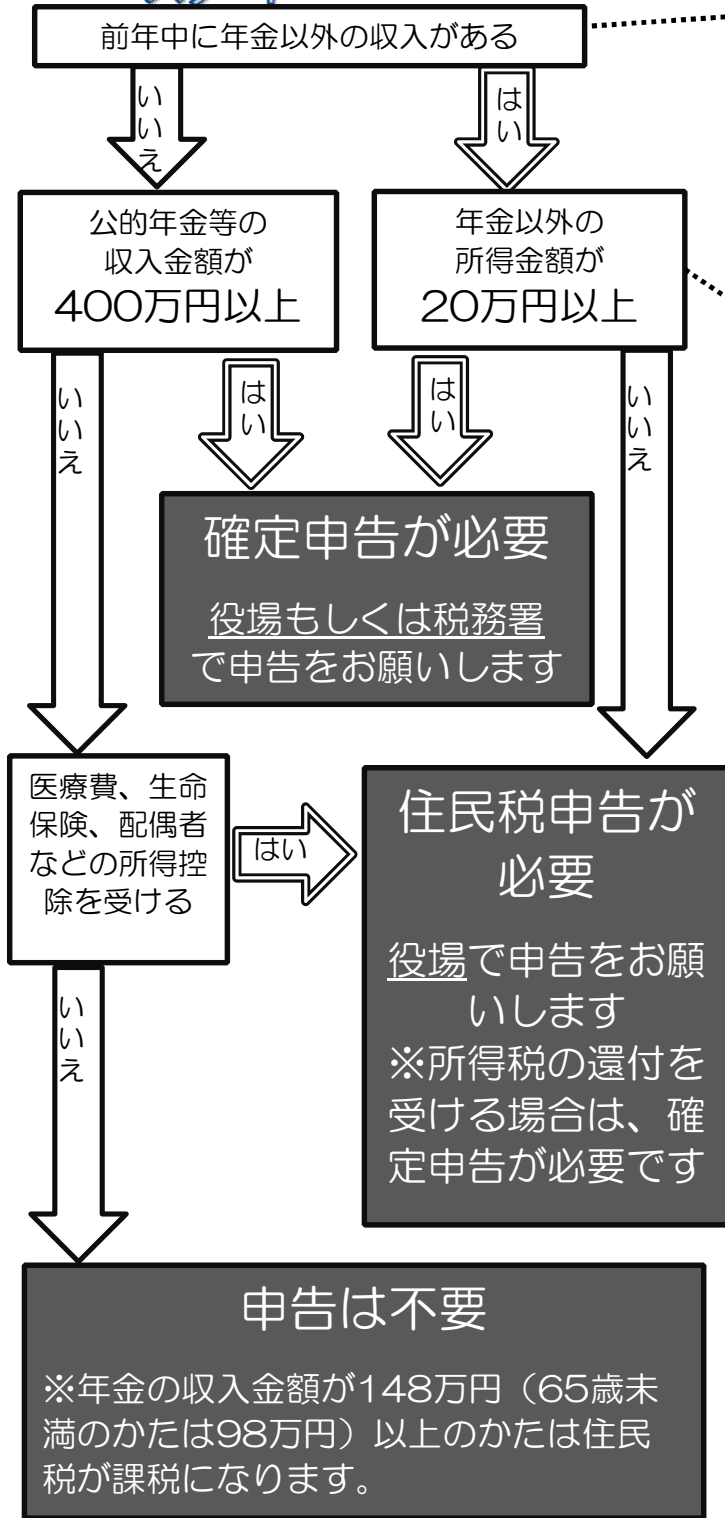 前年中に年金以外の収入がある
いいえ
はい
公的年金等の
収入金額が
400万円以上
年金以外の
所得金額が
20万円以上
いいえ
はい
はい
いいえ
確定申告が必要
役場もしくは税務署
で申告をお願いします
医療費、生命
保険、配偶者
などの所得控
除を受ける
はい
住民税申告が
必要
役場で申告をお願
いします
※所得税の還付を
受ける場合は、確
定申告が必要です
いいえ
申告は不要
※年金の収入金額が148万円（65歳未
満のかたは98万円）以上のかたは住民
税が課税になります。